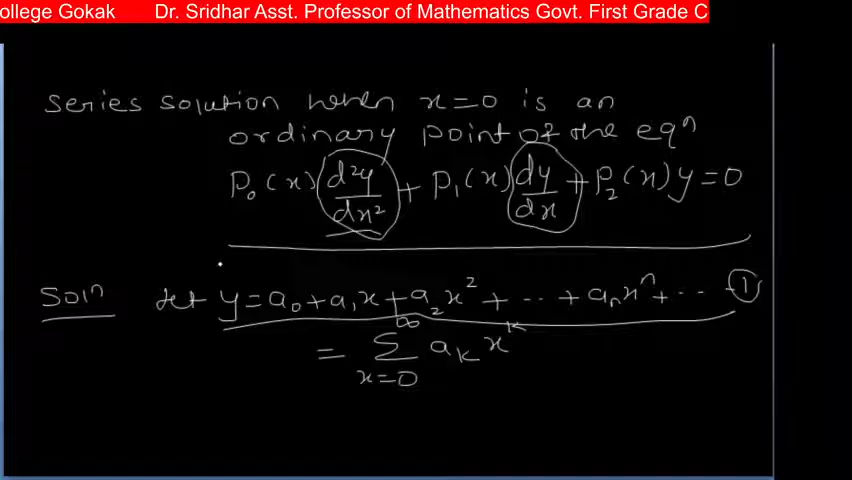 ollege Gokak Dr. Sridhar Asst. Professor of Mathematics Govt. First Grade C
series solution when x=0 is an
ordinary point of the eqⁿ
P₀(x) d²y/dx² + P₁(x) dy/dx + P₂(x) y = 0
Solⁿ Let y = a₀ + a₁x + a₂x² + ·· + aₙxⁿ + ·· - ①
= ∞ Σ x=0 aₖ xᵏ